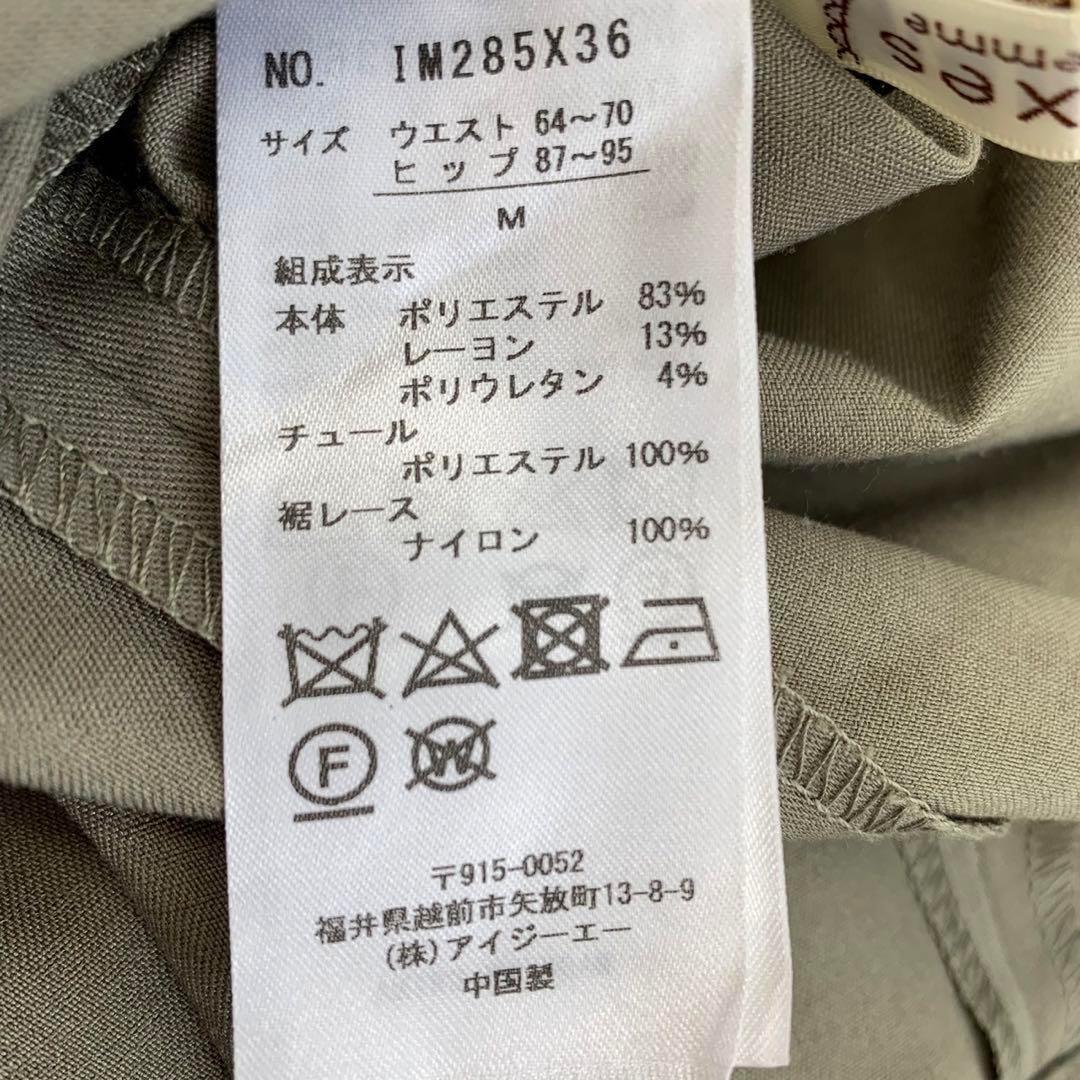 NO. IM285X36
サイズ ウエスト 64~70
ヒップ 87~95
M
組成表示
本体 ポリエステル 83%
レーヨン 13%
ポリウレタン 4%
チュール
ポリエステル 100%
裾レース
ナイロン 100%
F W
〒915-0052
福井県越前市矢放町13-8-9
(株)アイジーエー
中国製